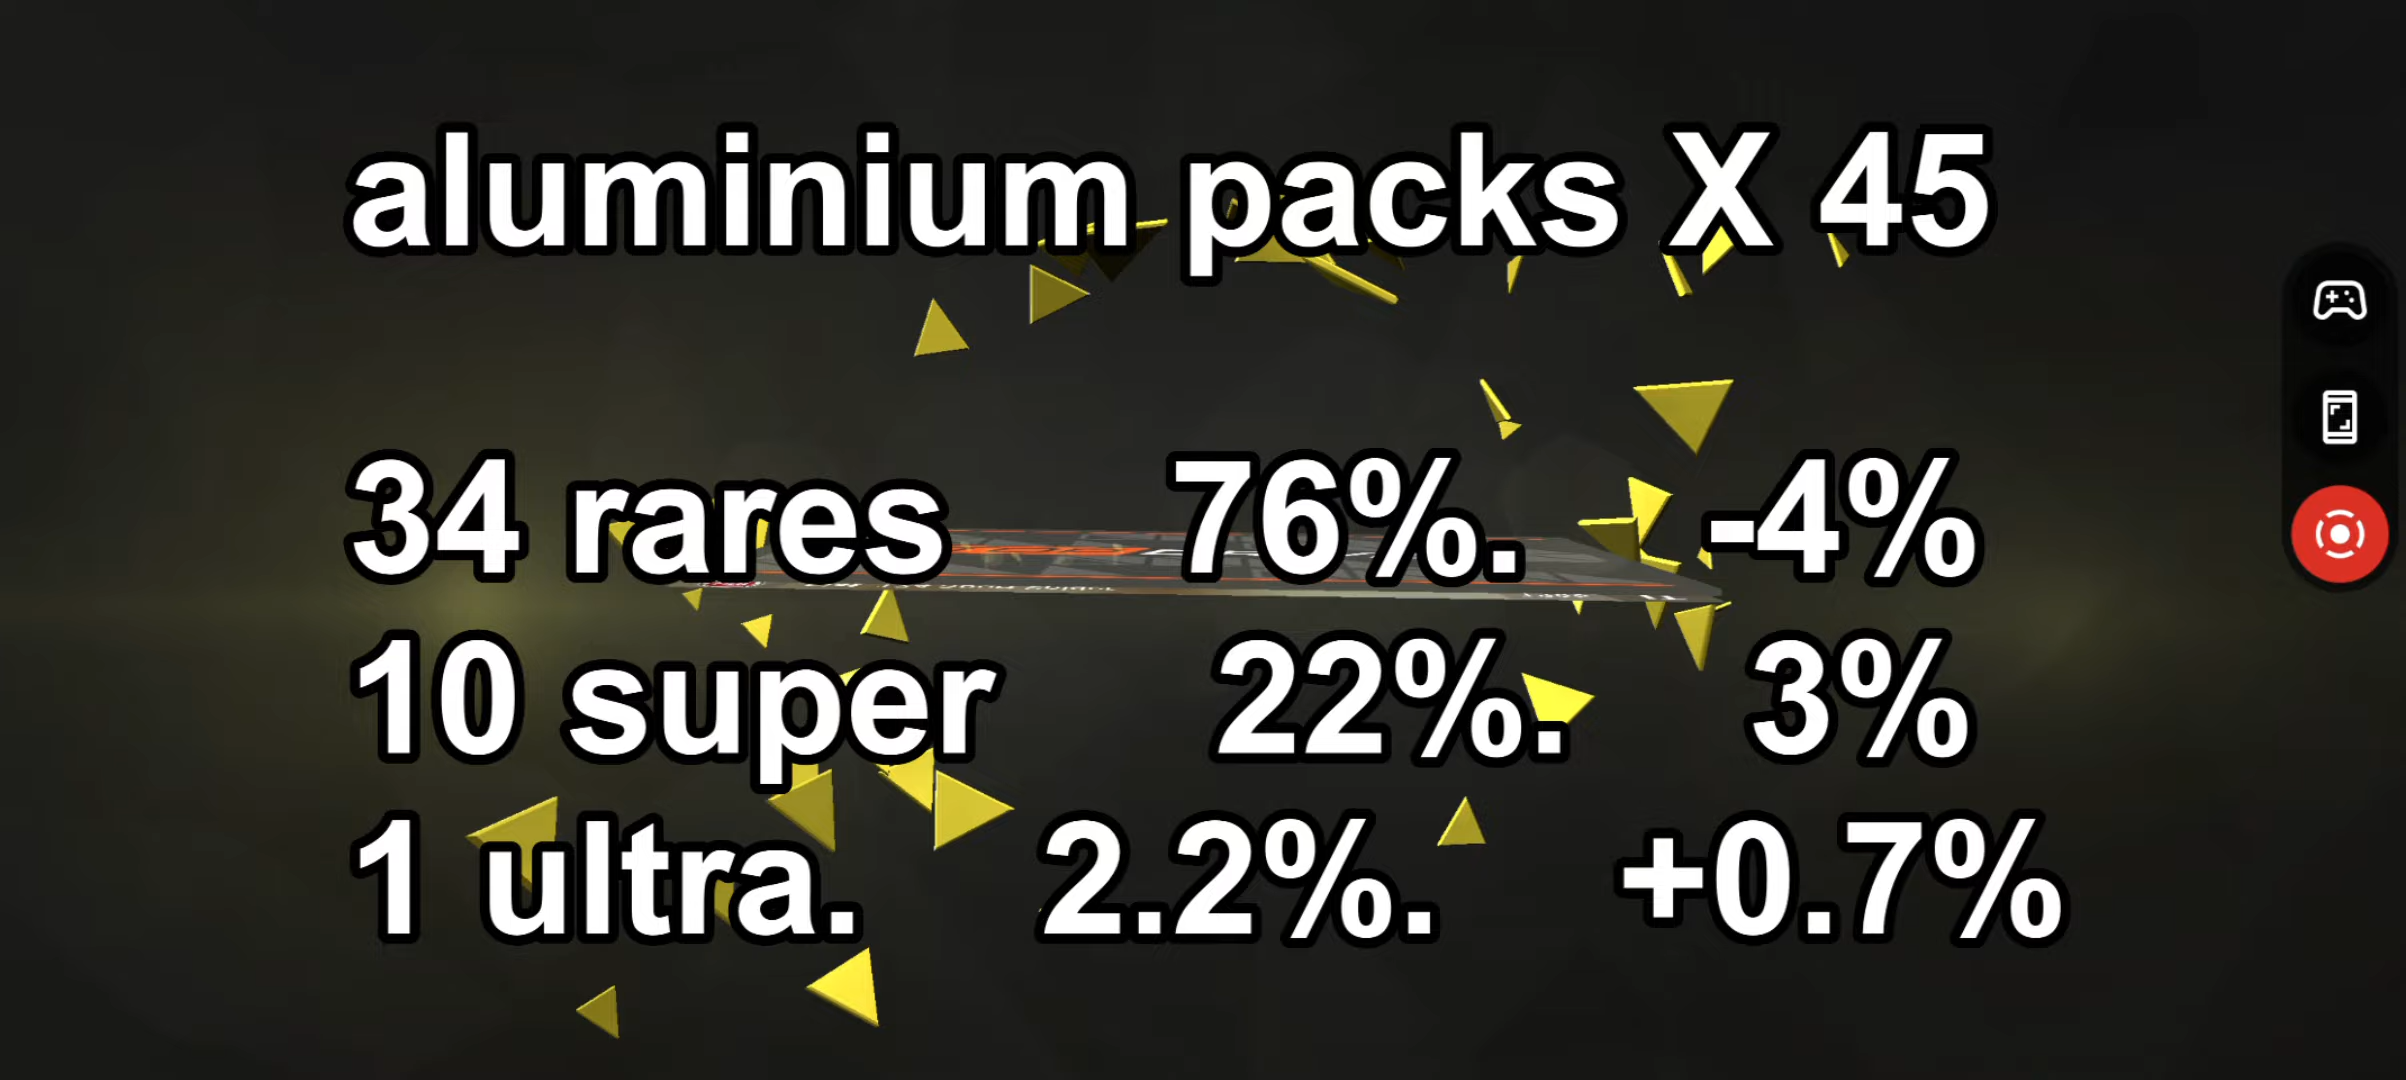 aluminium packs X 45
34 rares 76%. -4%
10 super 22%. 3%
1 ultra. 2.2%. +0.7%